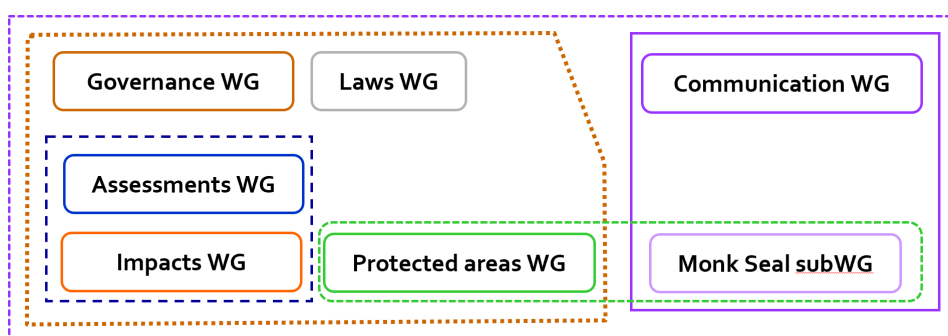 Governance WG
Laws WG
Communication WG
Assessments WG
Impacts WG
Protected areas WG
Monk Seal subWG